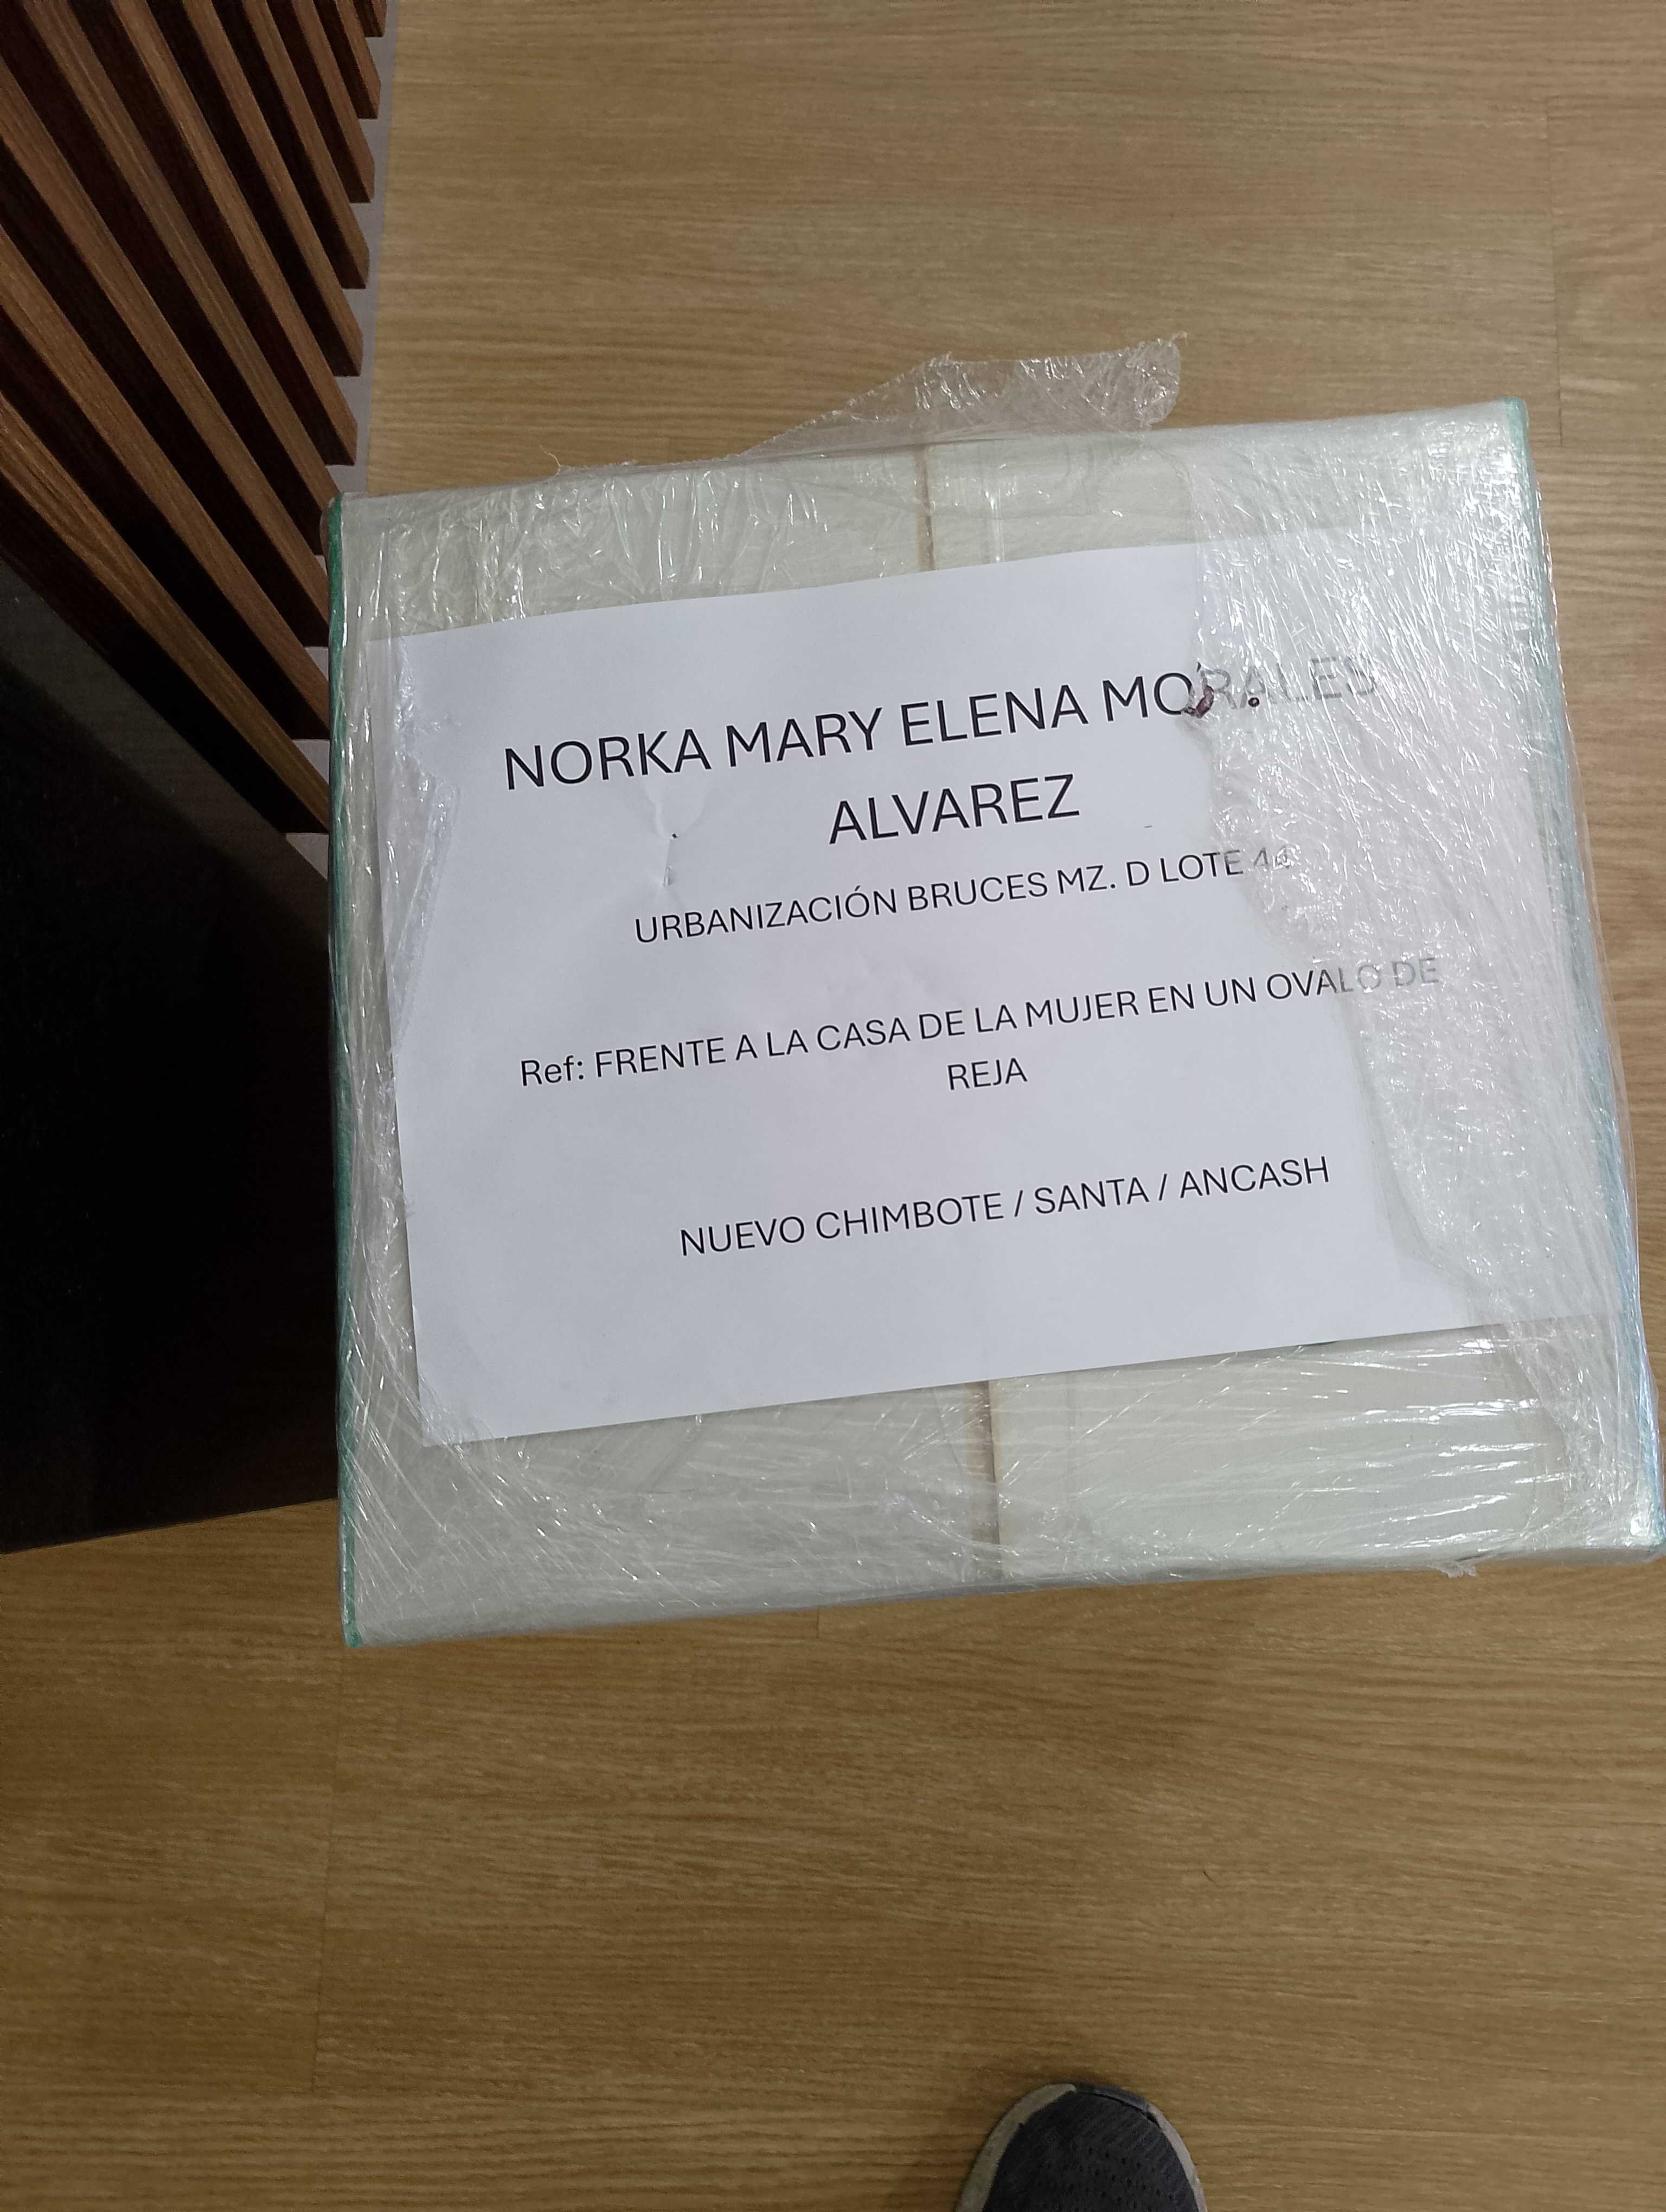 NORKA MARY ELENA MORALES
ALVAREZ
URBANIZACIÓN BRUCES MZ. D LOTE
Ref: FRENTE A LA CASA DE LA MUJER EN UN OVALO DE
REJA
NUEVO CHIMBOTE / SANTA / ANCASH